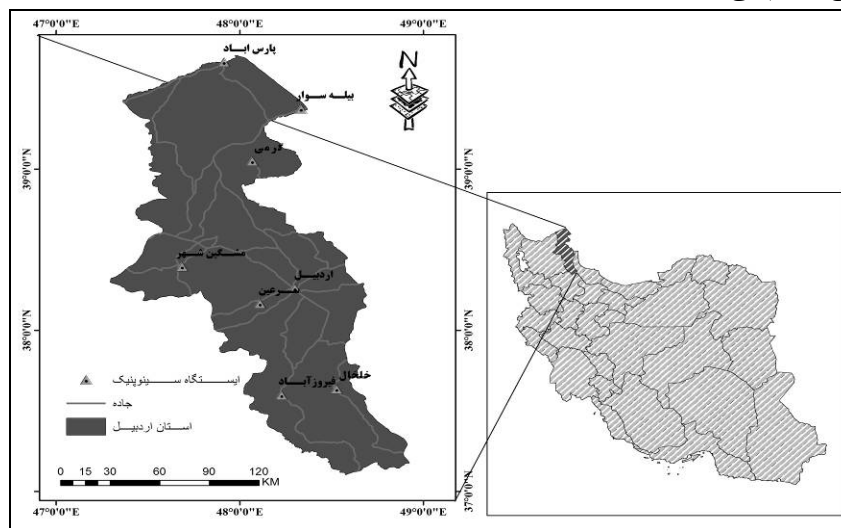 47°0'0"E
48°0'0"E
49°0'0"E
N
پارس اباد
بیله سوار
گرمی
39°0'0"N
39°0'0"N
مشگین شهر
اردبیل
سرعین
38°0'0"N
38°0'0"N
خلخال
فیروزآباد
ایستگاه سینوپتیک
جاده
استان اردبیل
0 15 30 60 90 120
KM
37°0'0"N
47°0'0"E
48°0'0"E
49°0'0"E